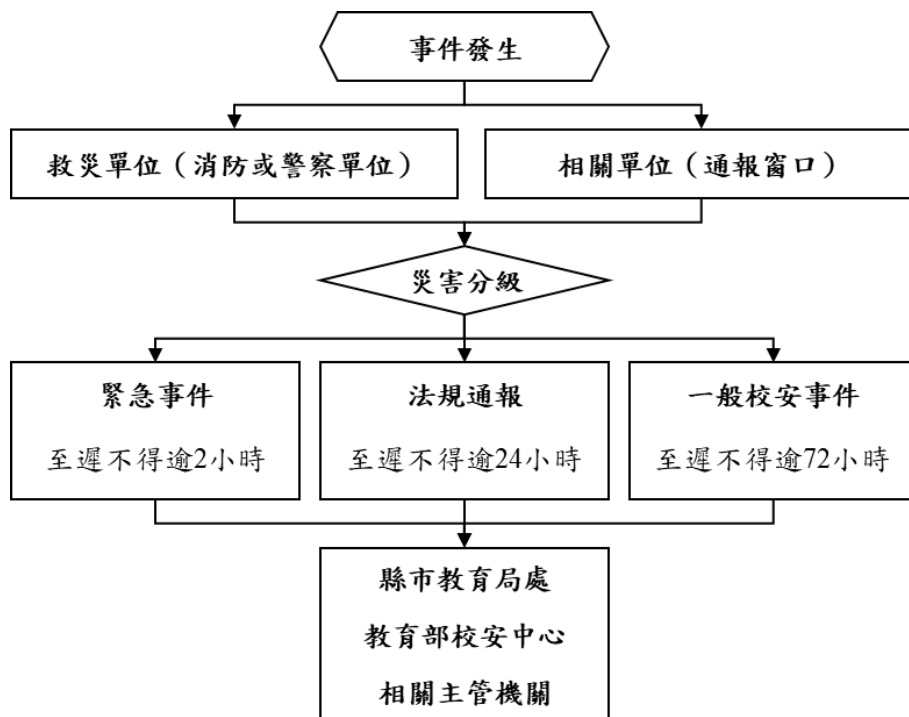 事件發生
救災單位（消防或警察單位）
相關單位（通報窗口）
災害分級
緊急事件
至遲不得逾2小時
法規通報
至遲不得逾24小時
一般校安事件
至遲不得逾72小時
縣市教育局處
教育部校安中心
相關主管機關